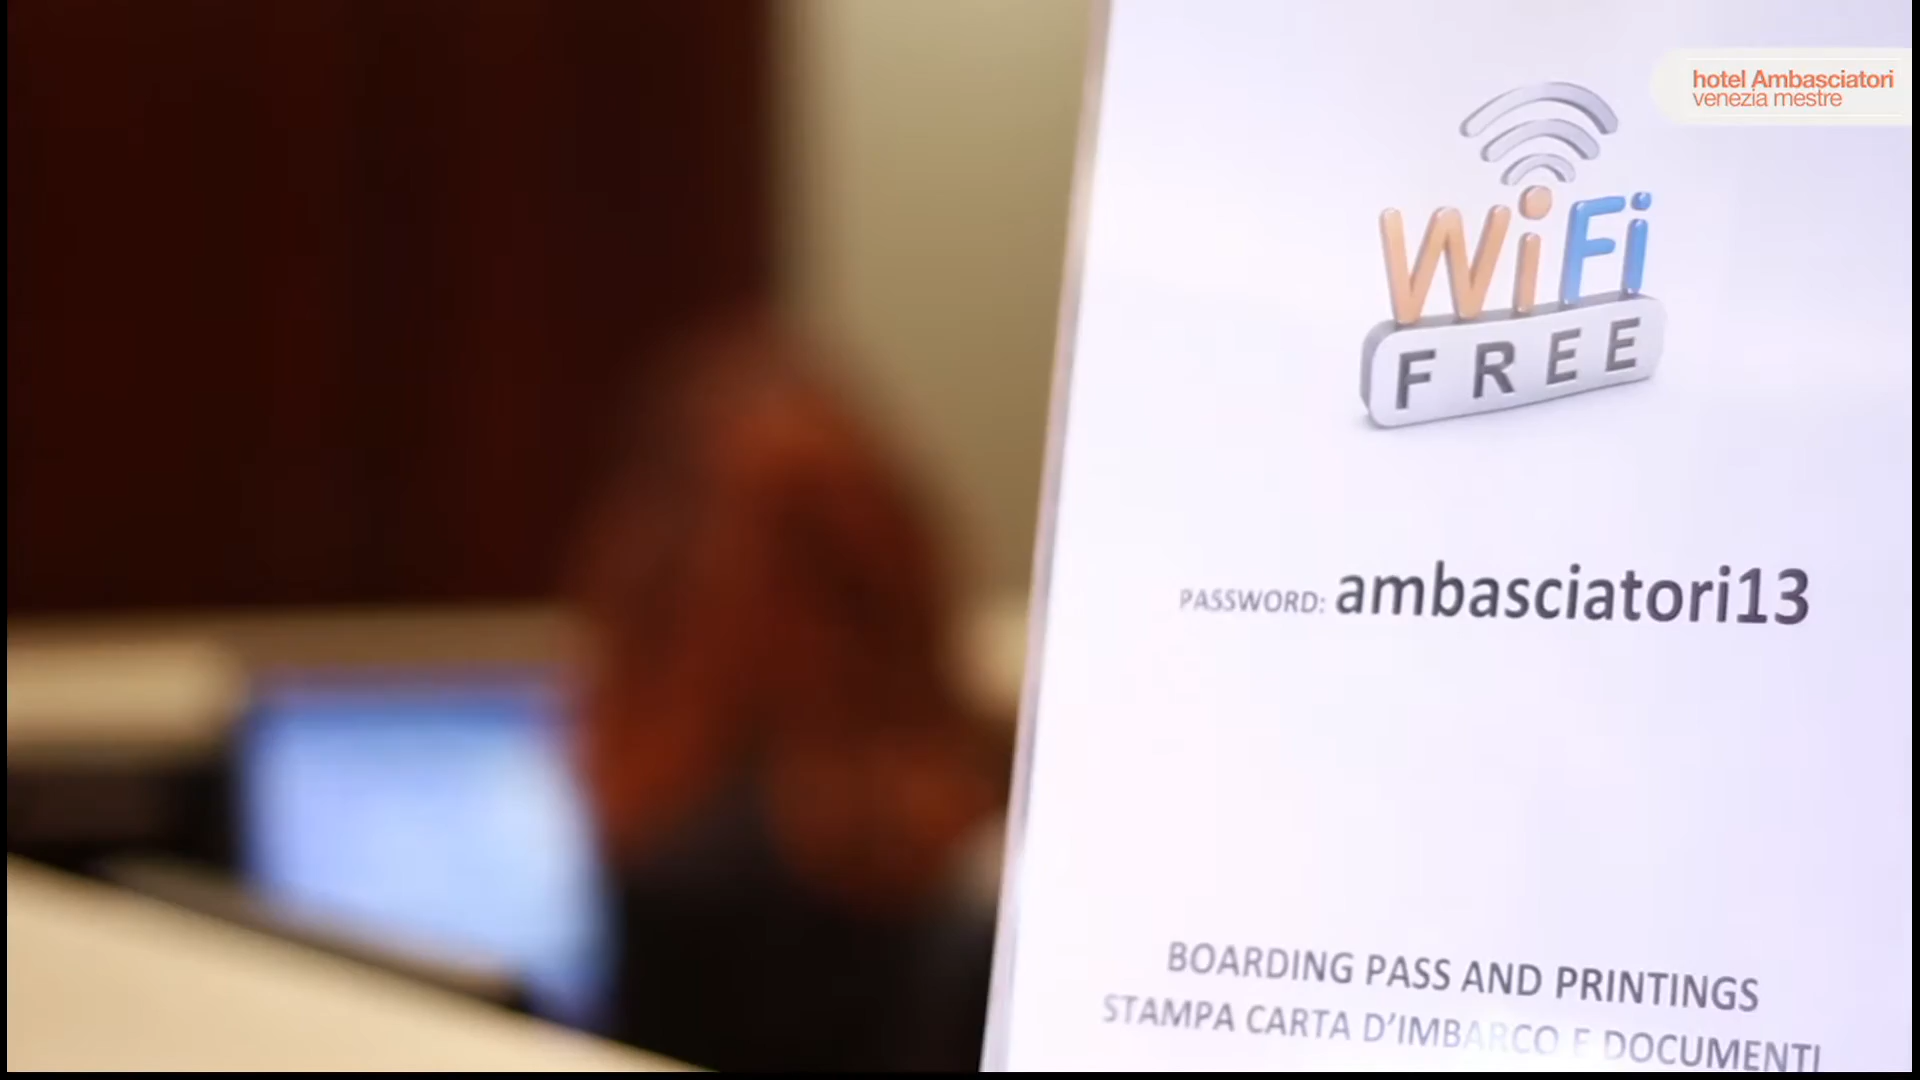 hotel Ambasciatori
venezia mestre
WiFi
FREE
PASSWORD: ambasciatori13
BOARDING PASS AND PRINTINGS
STAMPA CARTA D'IMBARCO E DOCUMENTI